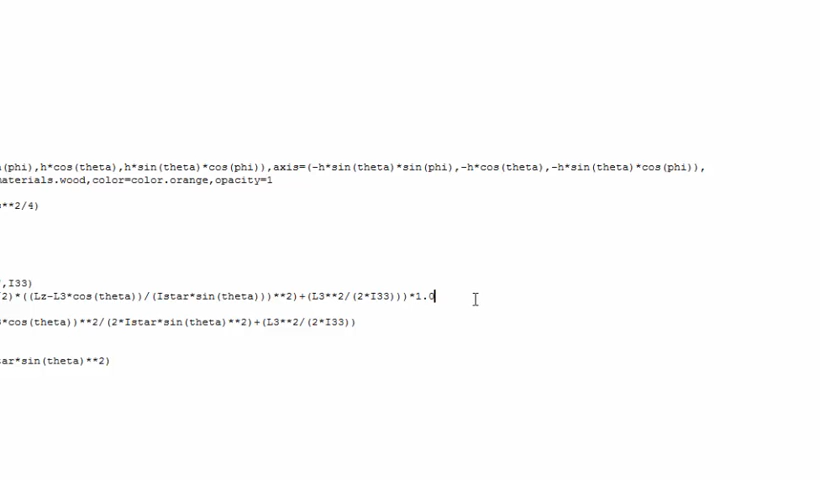 (phi),h*cos(theta),h*sin(theta)*cos(phi)),axis=(-h*sin(theta)*sin(phi),-h*cos(theta),-h*sin(theta)*cos(phi)),
materials.wood,color=color.orange,opacity=1
**2/4)
,I33)
2)*((Lz-L3*cos(theta))/(Istar*sin(theta)))**2)+(L3**2/(2*I33)))*1.0
*cos(theta))**2/(2*Istar*sin(theta)**2)+(L3**2/(2*I33))
tar*sin(theta)**2)